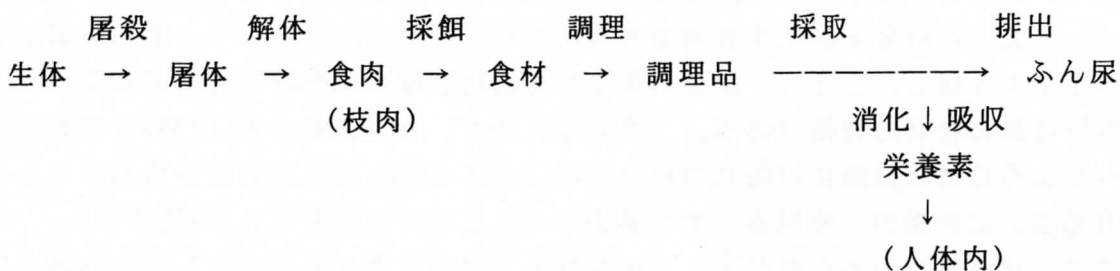 屠殺 解体 採餌 調理 採取 排出
生体 → 屠体 → 食肉 → 食材 → 調理品 ―――――→ ふん尿
(枝肉) 消化↓吸収
栄養素
↓
(人体内)